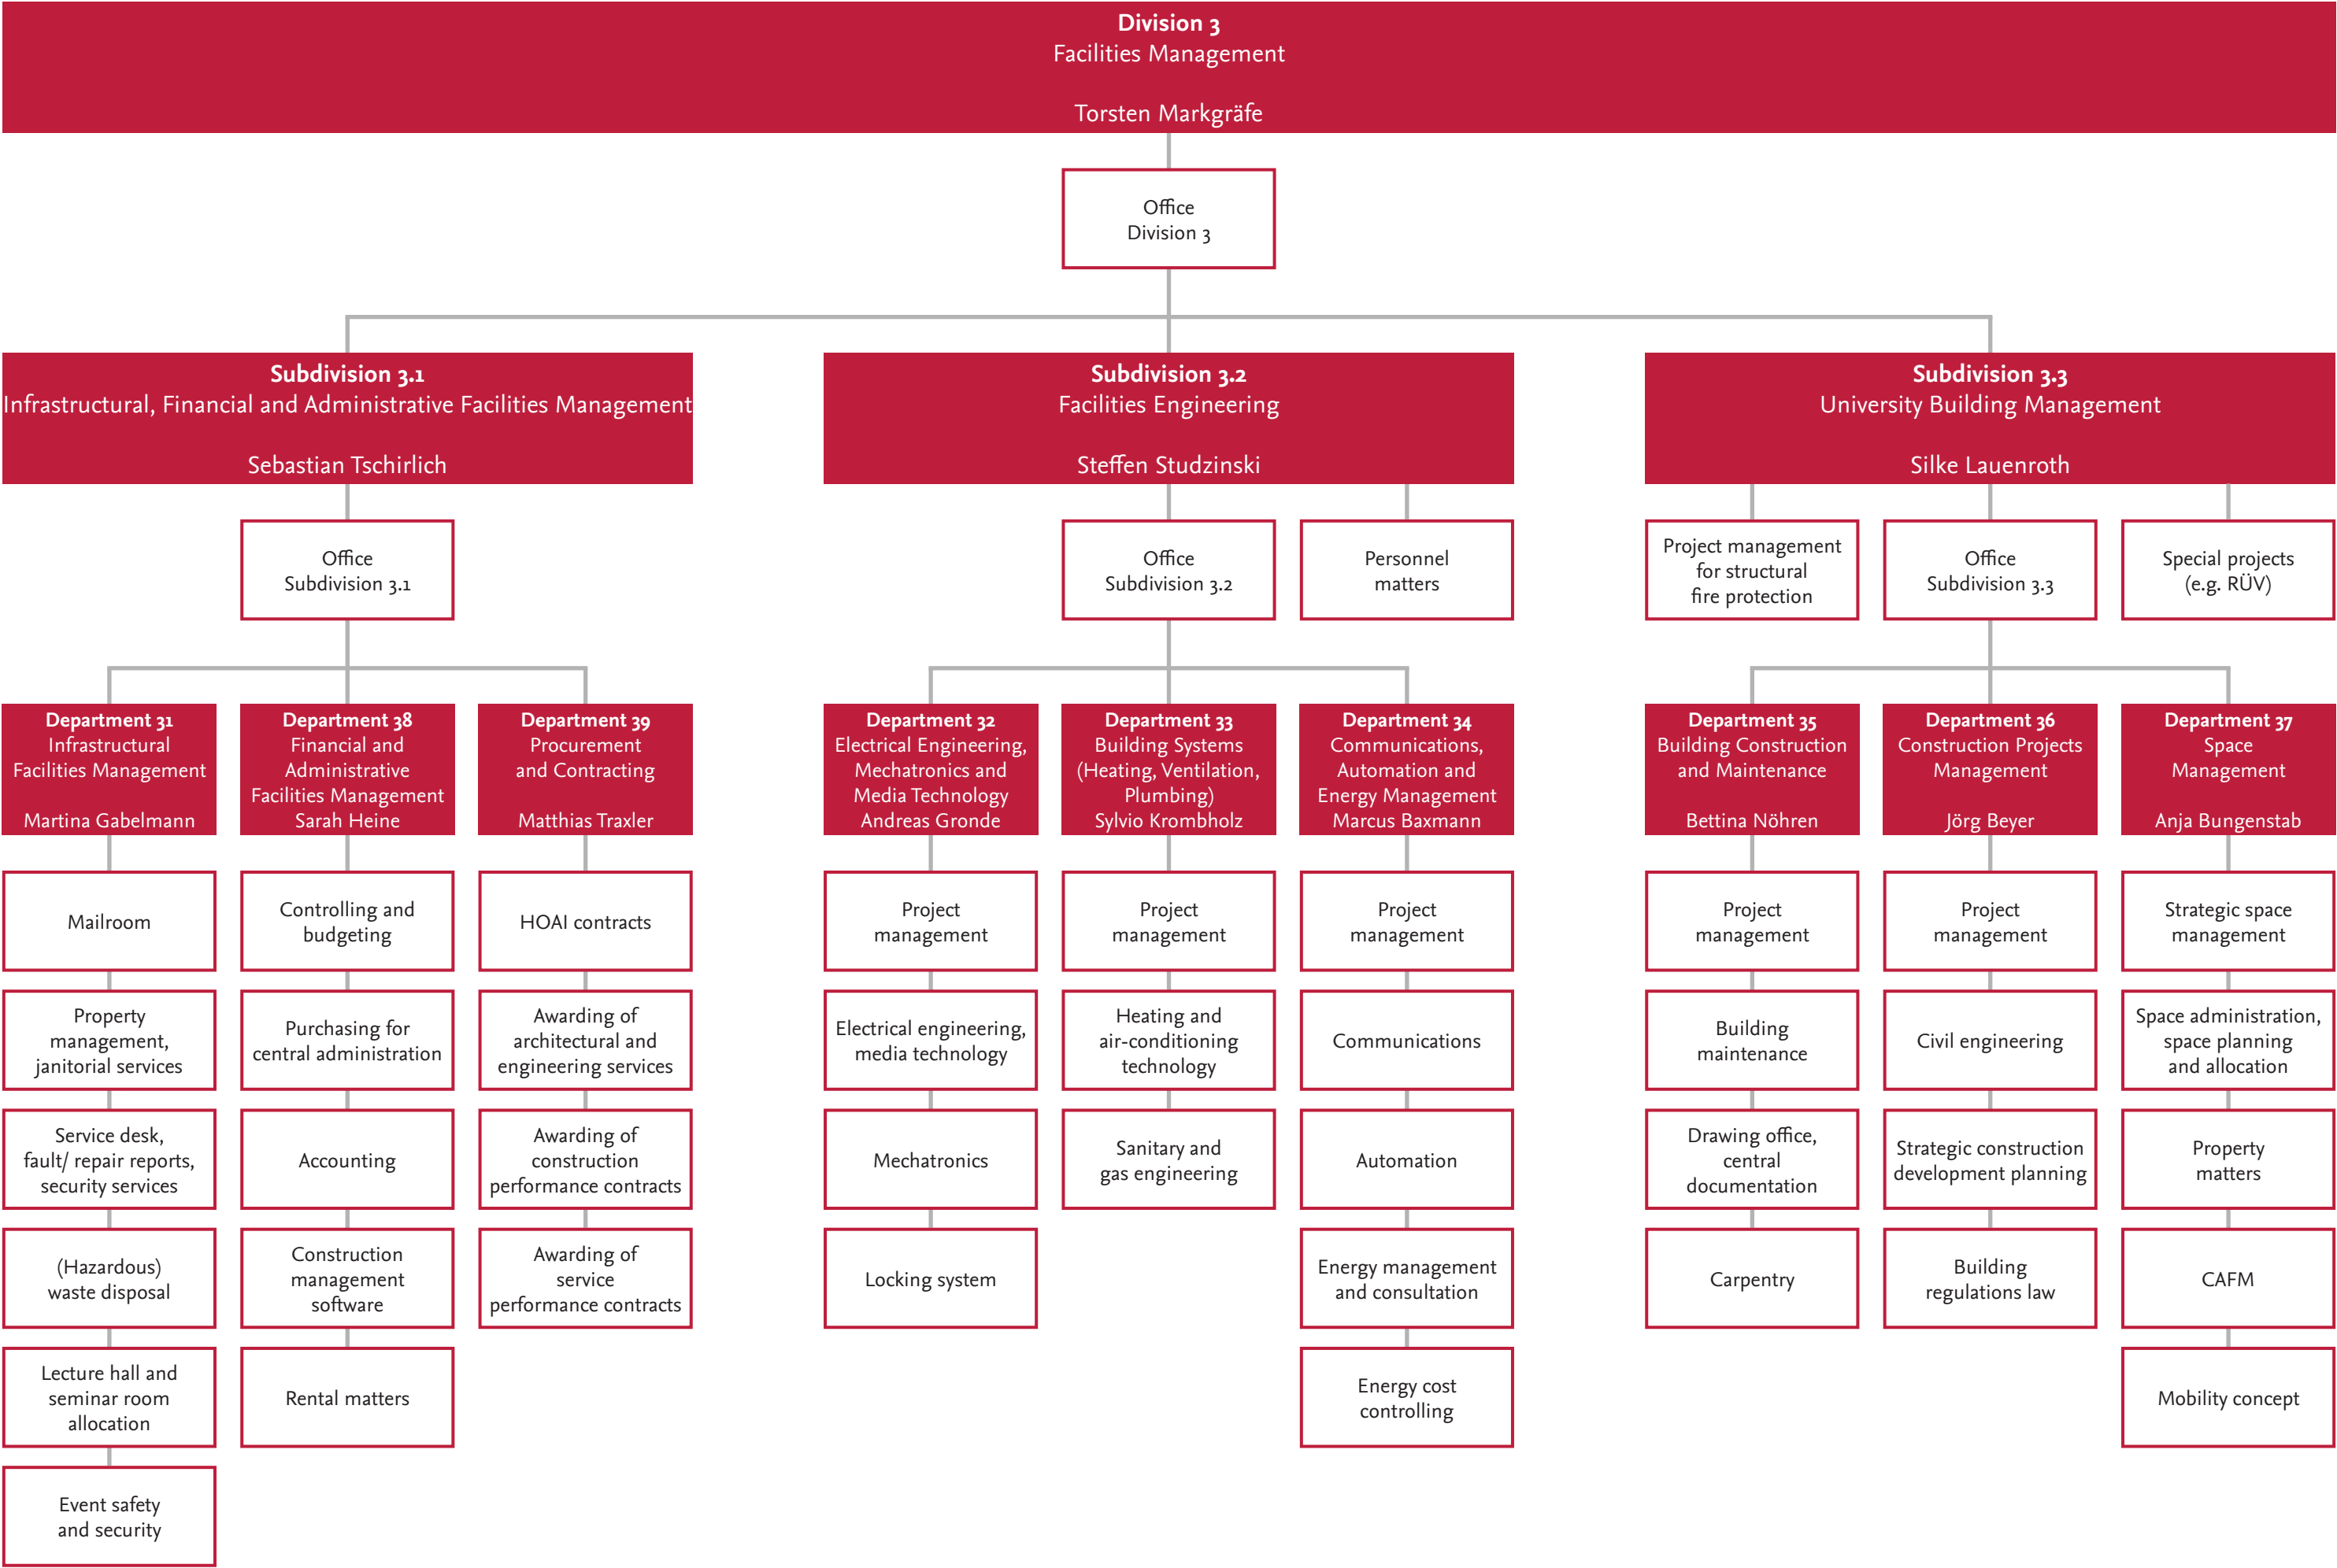 Division 3
Facilities Management
Torsten Markgräfe
Office
Division 3
Subdivision 3.1
Infrastructural, Financial and Administrative Facilities Management
Sebastian Tschirlich
Subdivision 3.2
Facilities Engineering
Steffen Studzinski
Subdivision 3.3
University Building Management
Silke Lauenroth
Office
Subdivision 3.1
Office
Subdivision 3.2
Personnel
matters
Project management
for structural
fire protection
Office
Subdivision 3.3
Special projects
(e.g. RÜV)
Department 31
Infrastructural
Facilities Management
Martina Gabelmann
Department 38
Financial and
Administrative
Facilities Management
Sarah Heine
Department 39
Procurement
and Contracting
Matthias Traxler
Department 32
Electrical Engineering,
Mechatronics and
Media Technology
Andreas Gronde
Department 33
Building Systems
(Heating, Ventilation,
Plumbing)
Sylvio Krombholz
Department 34
Communications,
Automation and
Energy Management
Marcus Baxmann
Department 35
Building Construction
and Maintenance
Bettina Nöhren
Department 36
Construction Projects
Management
Jörg Beyer
Department 37
Space
Management
Anja Bungenstab
Mailroom
Controlling and
budgeting
HOAI contracts
Project
management
Project
management
Project
management
Project
management
Project
management
Strategic space
management
Property
management,
janitorial services
Purchasing for
central administration
Awarding of
architectural and
engineering services
Electrical engineering,
media technology
Heating and
air-conditioning
technology
Communications
Building
maintenance
Civil engineering
Space administration,
space planning
and allocation
Service desk,
fault/ repair reports,
security services
Accounting
Awarding of
construction
performance contracts
Mechatronics
Sanitary and
gas engineering
Automation
Drawing office,
central
documentation
Strategic construction
development planning
Property
matters
(Hazardous)
waste disposal
Construction
management
software
Awarding of
service
performance contracts
Locking system
Energy management
and consultation
Carpentry
Building
regulations law
CAFM
Lecture hall and
seminar room
allocation
Rental matters
Energy cost
controlling
Mobility concept
Event safety
and security